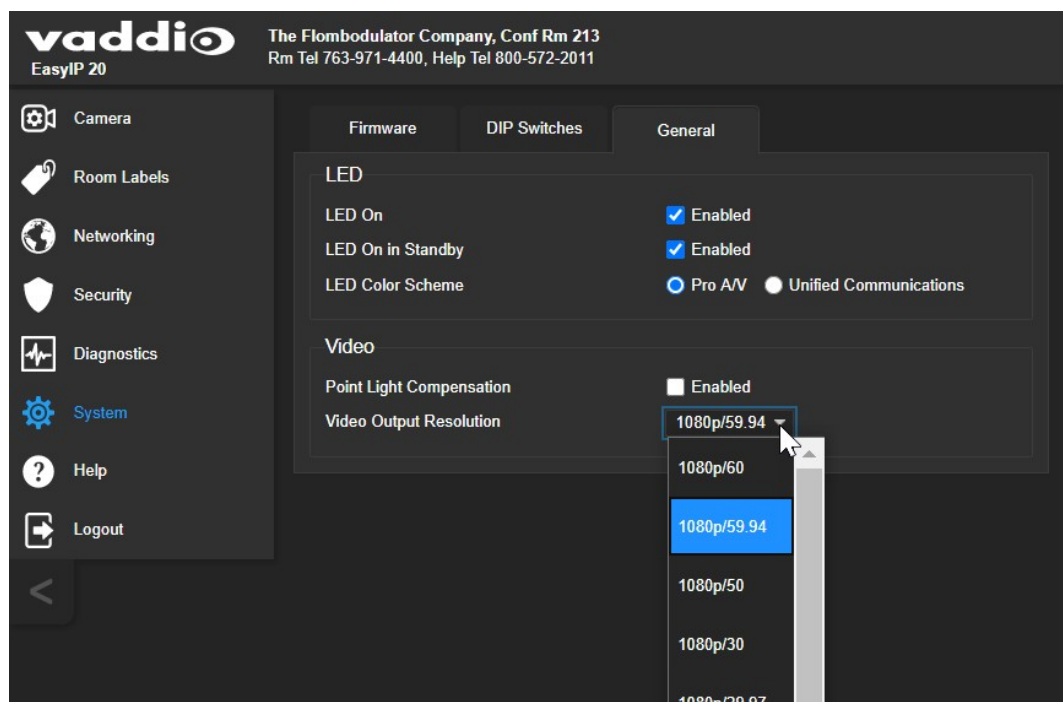 vaddio
EasyIP 20
The Flombodulator Company, Conf Rm 213
Rm Tel 763-971-4400, Help Tel 800-572-2011
Camera
Room Labels
Networking
Security
Diagnostics
System
Help
Logout
<
Firmware DIP Switches General
LED
LED On Enabled
LED On in Standby Enabled
LED Color Scheme Pro A/V Unified Communications
Video
Point Light Compensation Enabled
Video Output Resolution 1080p/59.94
1080p/60
1080p/59.94
1080p/50
1080p/30
1080p/29.97